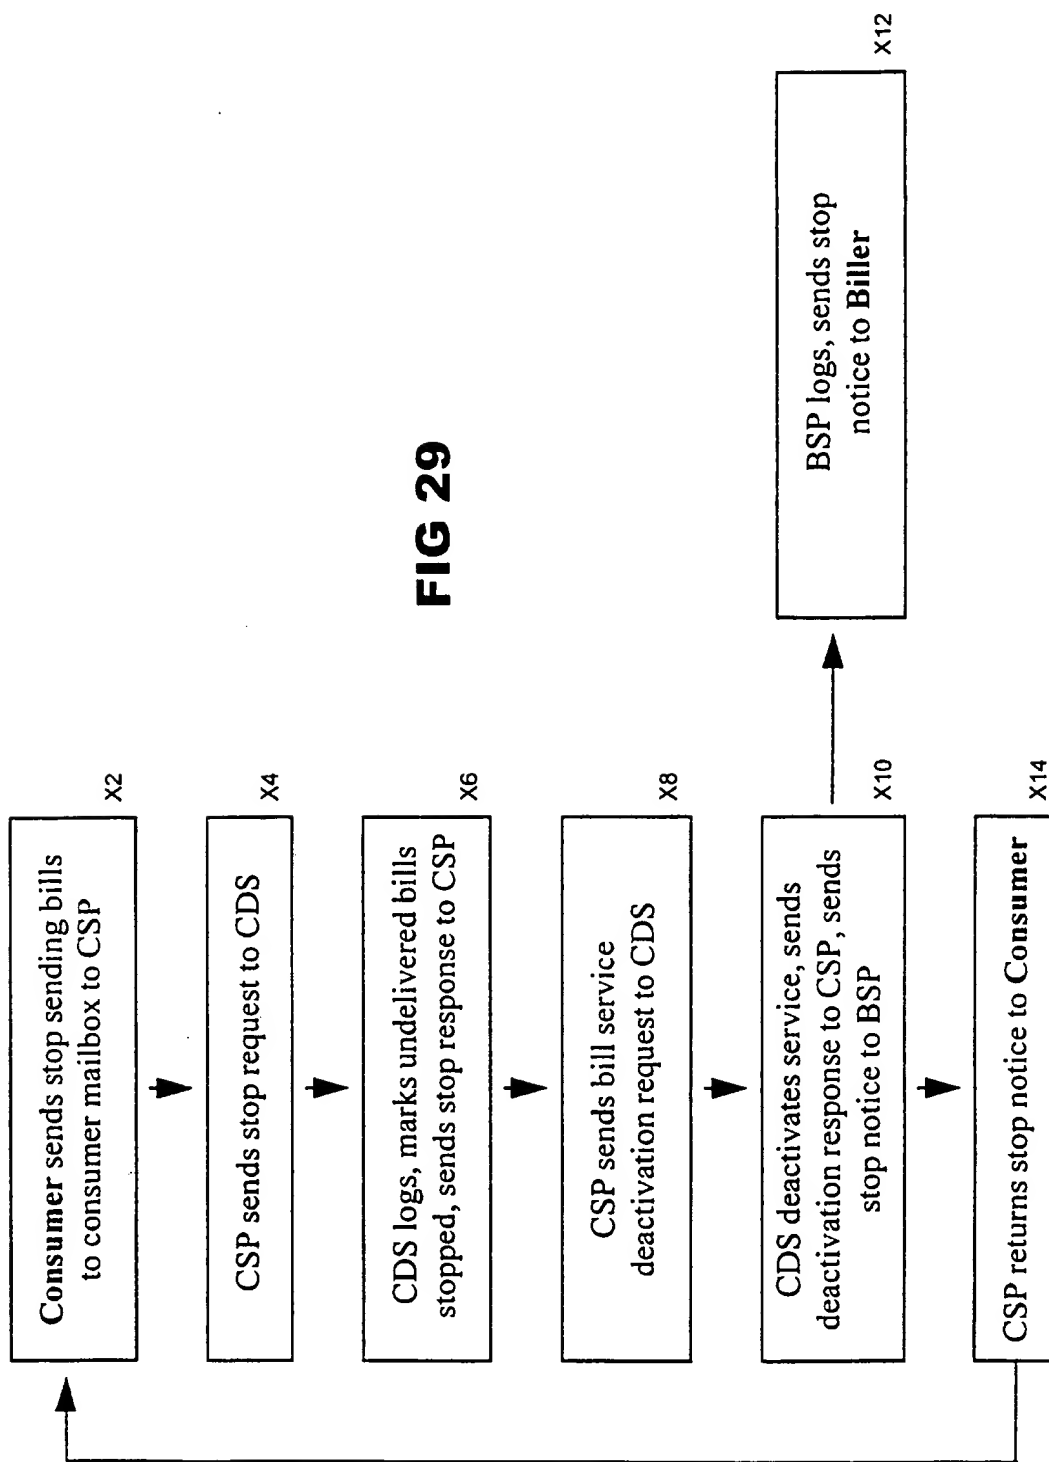 Consumer sends stop sending bills
to consumer mailbox to CSP
X2
CSP sends stop request to CDS
X4
CDS logs, marks undelivered bills
stopped, sends stop response to CSP
X6
CSP sends bill service
deactivation request to CDS
X8
CDS deactivates service, sends
deactivation response to CSP, sends
stop notice to BSP
X10
BSP logs, sends stop
notice to Biller
X12
CSP returns stop notice to Consumer
X14
FIG 29